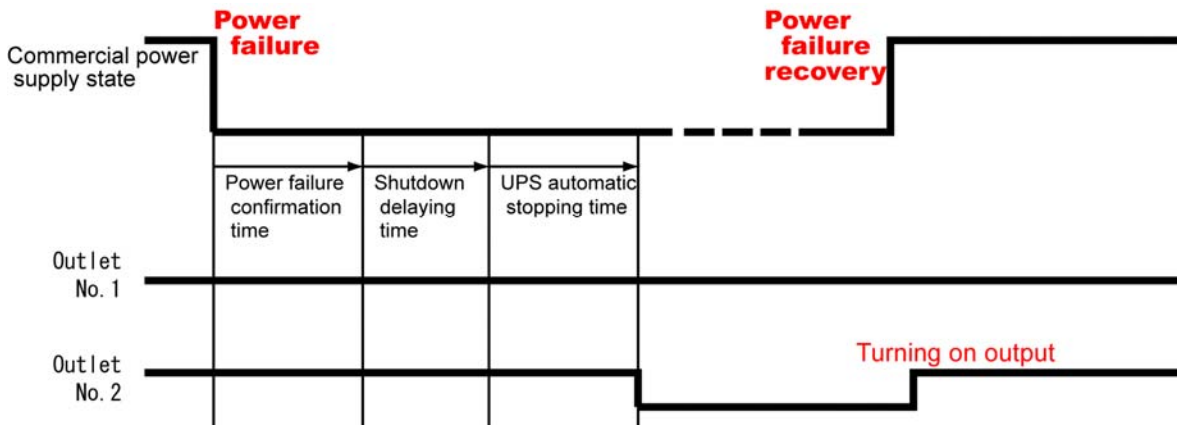 Power
failure
Power
failure
recovery
Commercial power
supply state
Power failure
confirmation
time
Shutdown
delaying
time
UPS automatic
stopping time
Outlet
No.1
Outlet
No.2
Turning on output